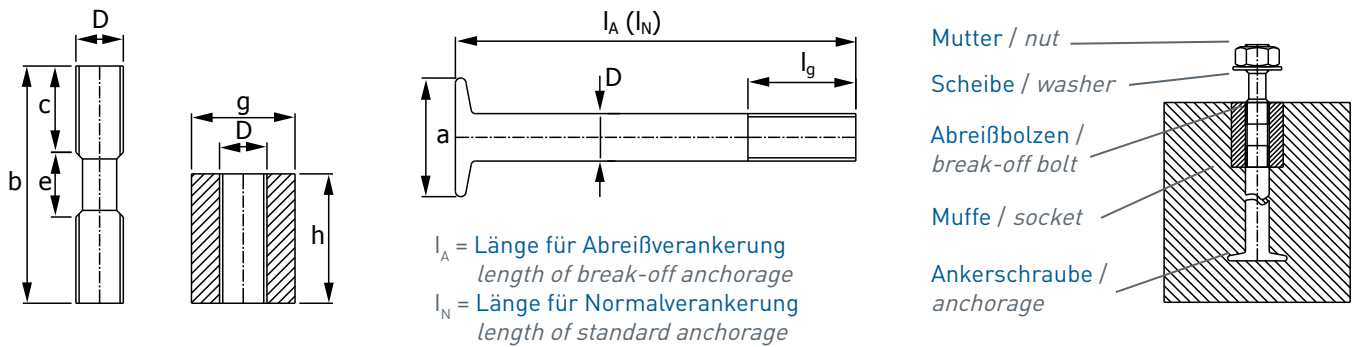 D
c
b
e
g
D
h
l_A (l_N)
l_g
D
a
l_A = Länge für Abreißverankerung
length of break-off anchorage
l_N = Länge für Normalverankerung
length of standard anchorage
Mutter / nut
Scheibe / washer
Abreißbolzen /
break-off bolt
Muffe / socket
Ankerschraube /
anchorage